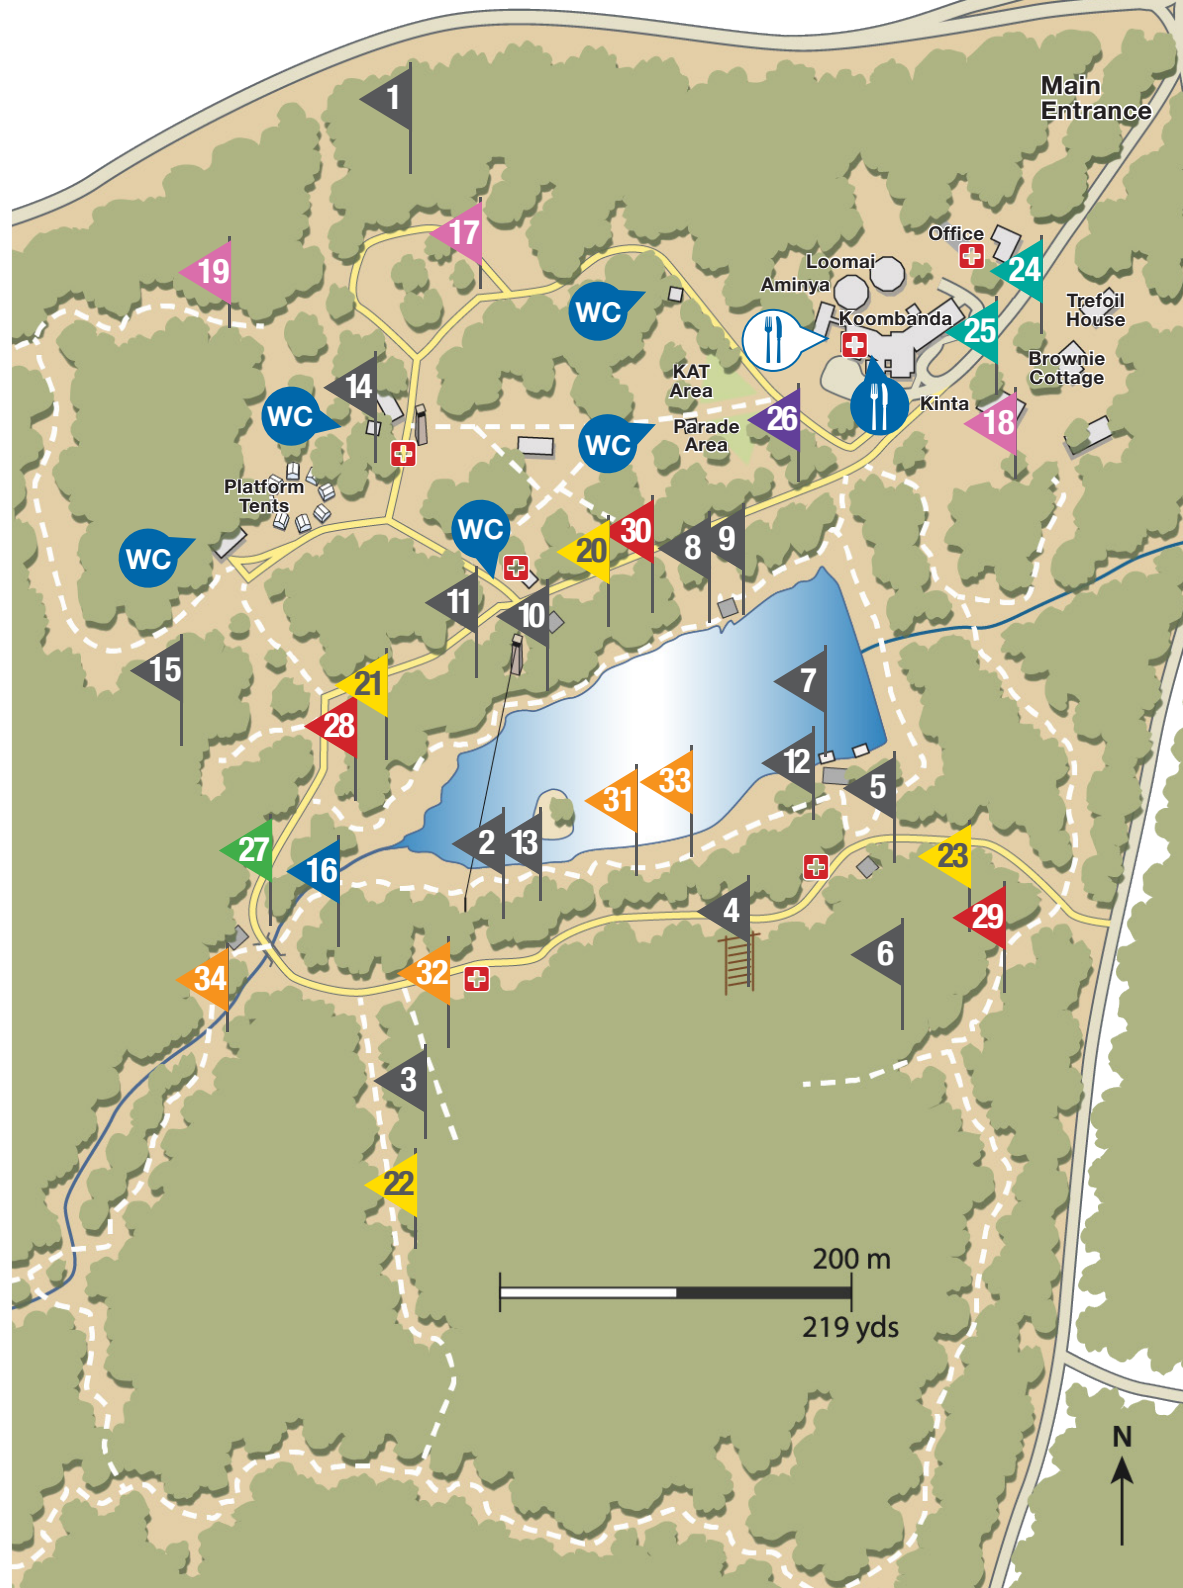 Main
Entrance
1
17
Office
19
Loomai
24
Aminya
WC
Trefoil
House
Koombanda
25
KAT
Area
Brownie
Cottage
14
WC
Kinta
26
18
Parade
Area
WC
Platform
Tents
WC
30
9
8
20
WC
11
10
15
21
7
28
12
33
5
31
2
13
27
23
16
4
29
6
32
34
3
22
200 m
219 yds
N